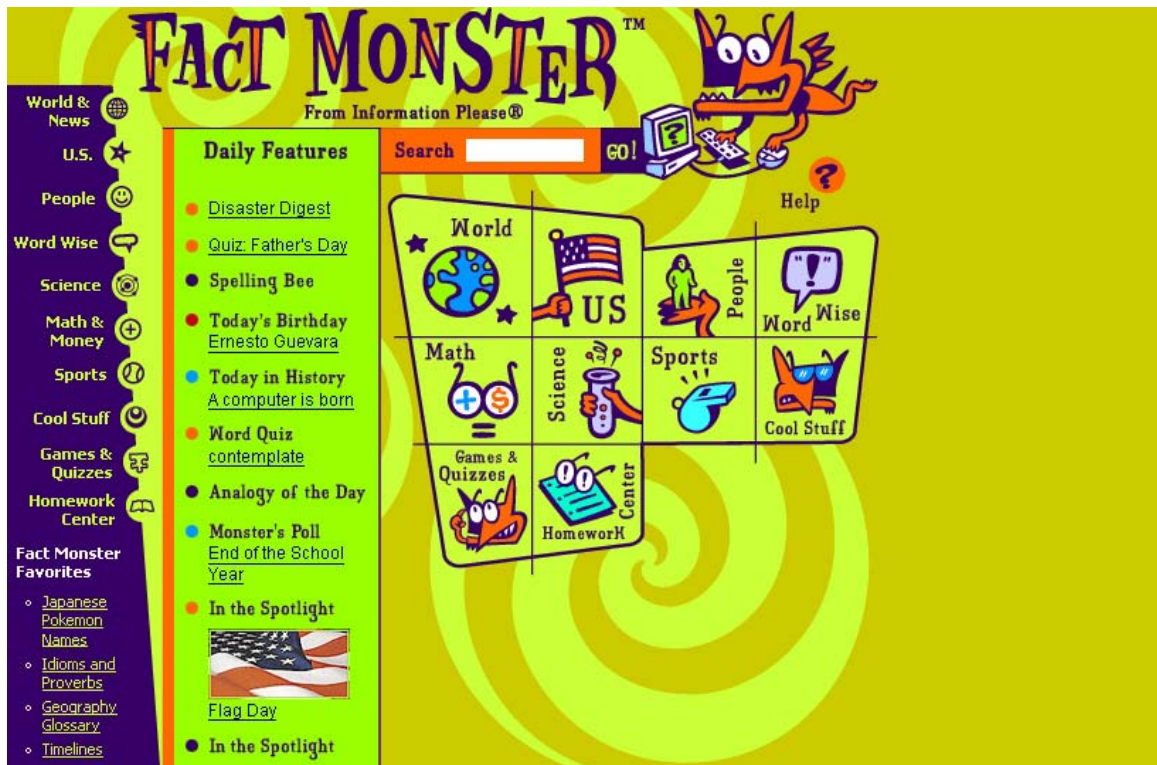 FACT MONSTER™
From Information Please®
World &
News
U.S.
People
Word Wise
Science
Math &
Money
Sports
Cool Stuff
Games &
Quizzes
Homework
Center
Fact Monster
Favorites
Japanese
Pokemon
Names
Idioms and
Proverbs
Geography
Glossary
Timelines
Daily Features
Disaster Digest
Quiz: Father's Day
Spelling Bee
Today's Birthday
Ernesto Guevara
Today in History
A computer is born
Word Quiz
contemplate
Analogy of the Day
Monster's Poll
End of the School
Year
In the Spotlight
Flag Day
In the Spotlight
Search
GO!
?
?
Help
World
US
People
"!"
Word Wise
Math
+ $
=
Science
Sports
Cool Stuff
Games &
Quizzes
! !
Homework
Center